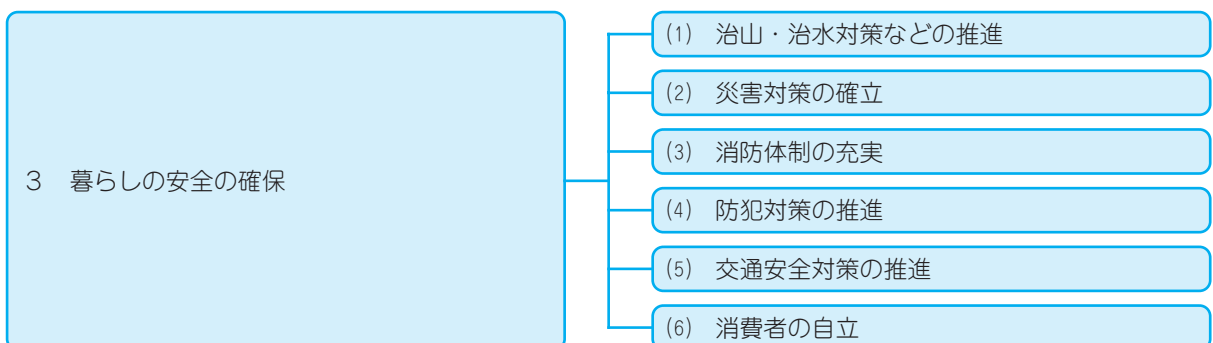 3　暮らしの安全の確保
⑴　治山・治水対策などの推進
⑵　災害対策の確立
⑶　消防体制の充実
⑷　防犯対策の推進
⑸　交通安全対策の推進
⑹　消費者の自立